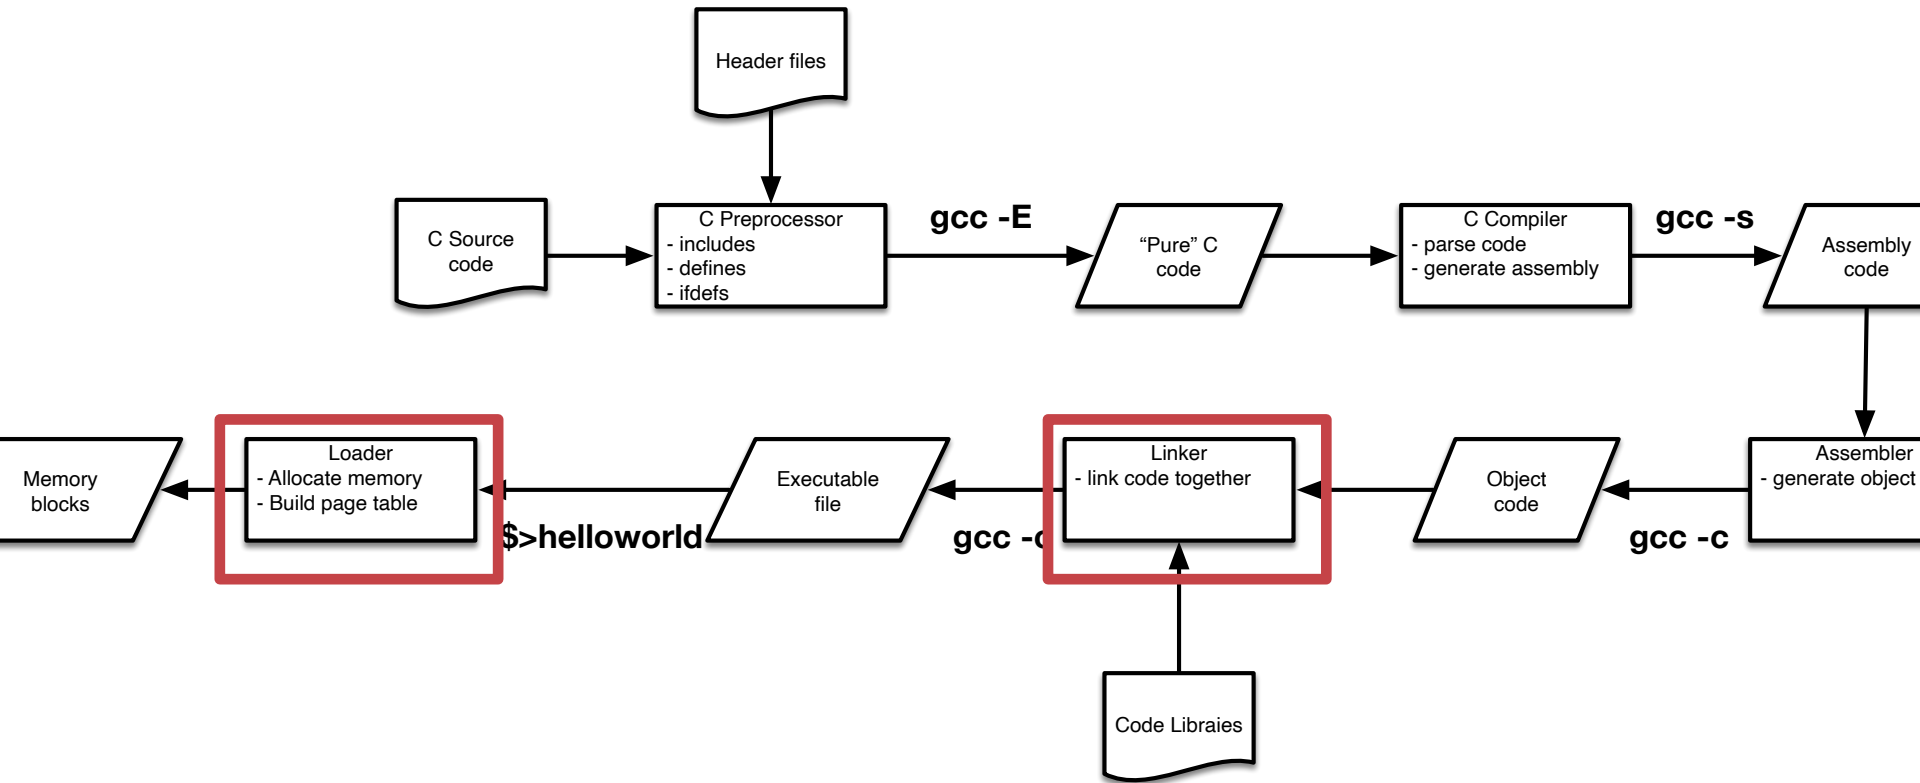 Header files
C Source
code
C Preprocessor
- includes
- defines
- ifdefs
gcc -E
“Pure” C
code
C Compiler
- parse code
- generate assembly
gcc -s
Assembly
code
Memory
blocks
Loader
- Allocate memory
- Build page table
$>helloworld
Executable
file
gcc
Linker
- link code together
Object
code
gcc -c
Assembler
- generate object
Code Libraies